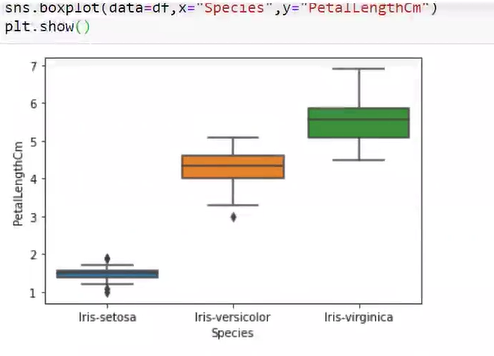 sns.boxplot(data=df,x="Species",y="PetalLengthCm")
plt.show()
7
6
5
4
3
2
1
PetalLengthCm
Iris-setosa Iris-versicolor Iris-virginica
Species